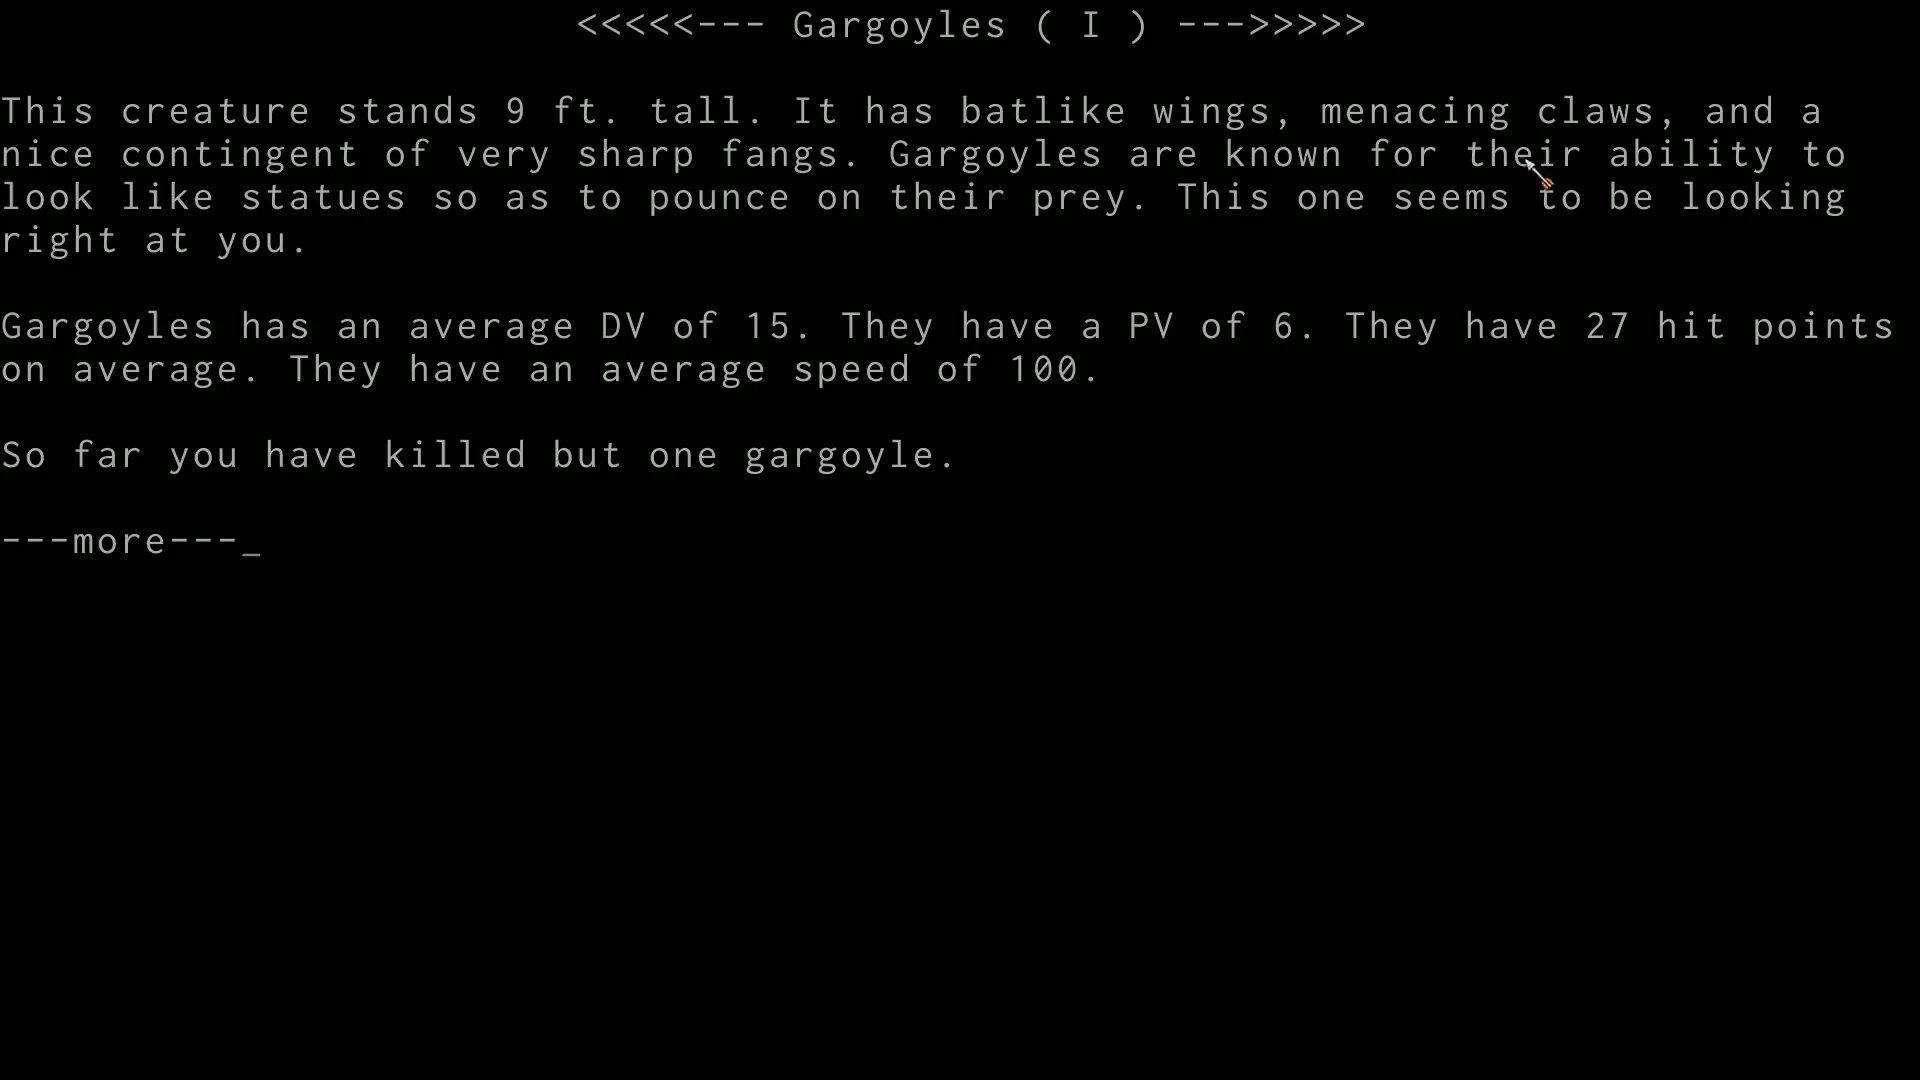 <<<<<--- Gargoyles ( I ) --->>>>>
This creature stands 9 ft. tall. It has batlike wings, menacing claws, and a
nice contingent of very sharp fangs. Gargoyles are known for their ability to
look like statues so as to pounce on their prey. This one seems to be looking
right at you.
Gargoyles has an average DV of 15. They have a PV of 6. They have 27 hit points
on average. They have an average speed of 100.
So far you have killed but one gargoyle.
---more---_